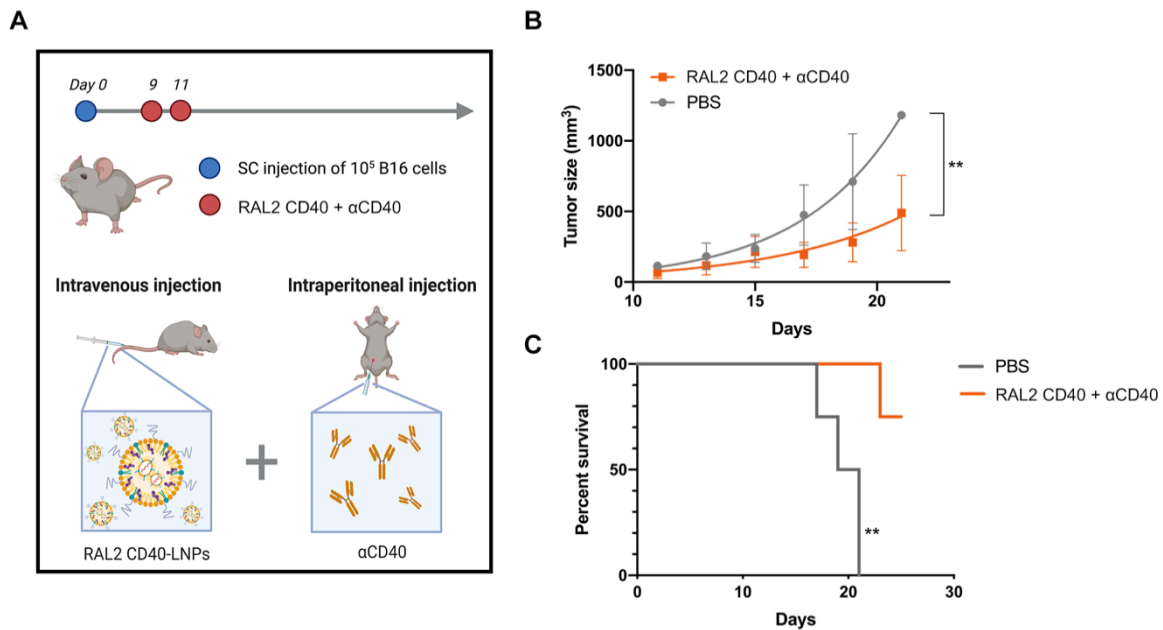 A
Day 0 9 11
SC injection of 10⁵ B16 cells
RAL2 CD40 + αCD40
Intravenous injection
Intraperitoneal injection
+
RAL2 CD40-LNPs
αCD40
B
1500
1000
500
0
Tumor size (mm³)
RAL2 CD40 + αCD40
PBS
**
10 15 20
Days
C
100
50
0
Percent survival
**
0 10 20 30
Days
PBS
RAL2 CD40 + αCD40